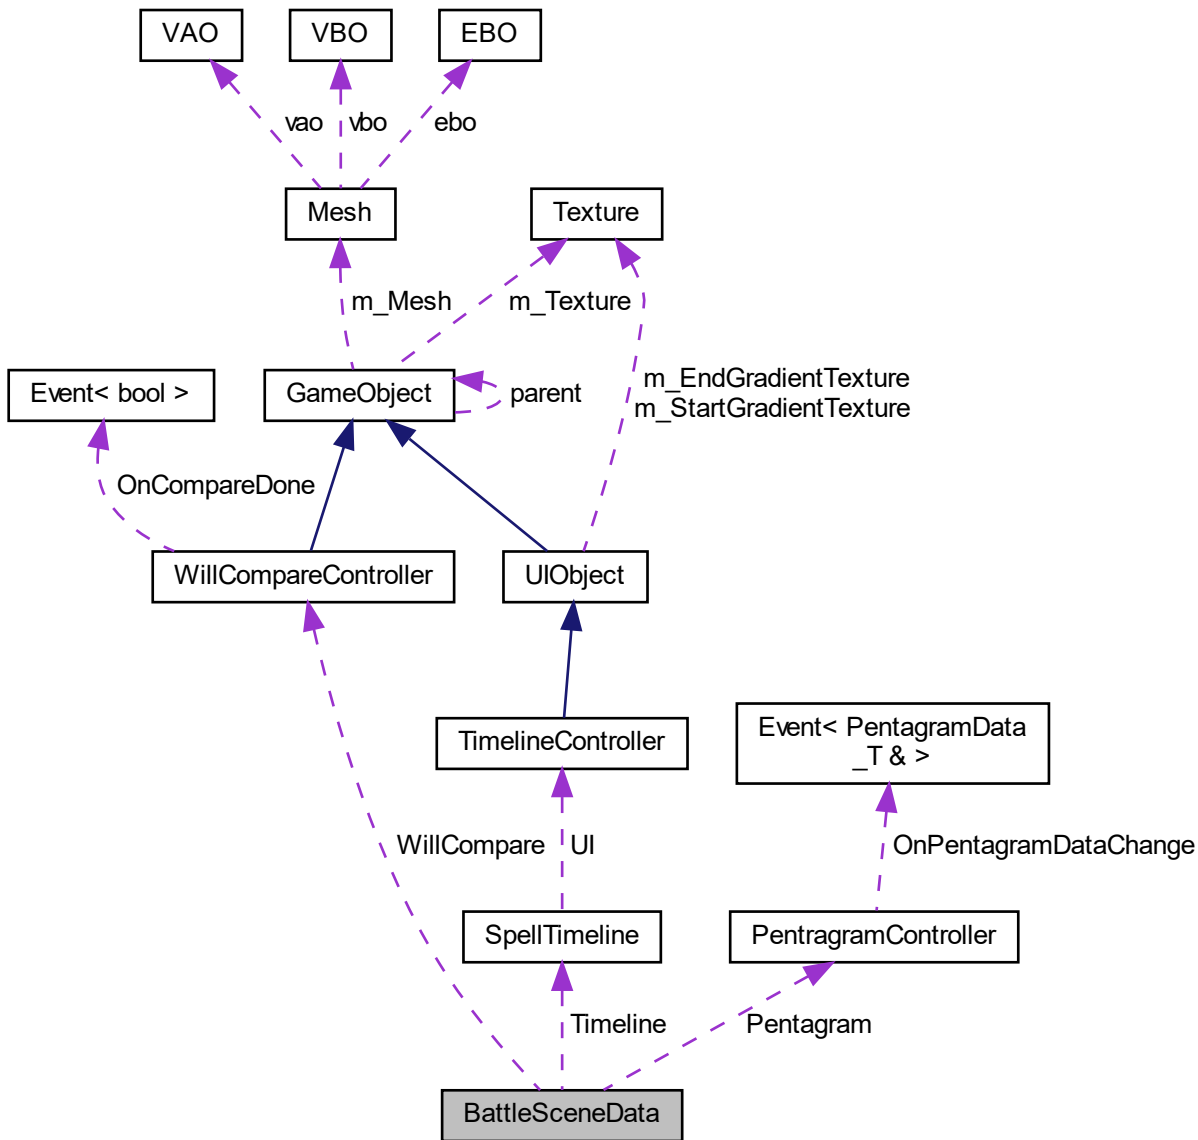 VAO
VBO
EBO
vao
vbo
ebo
Mesh
Texture
m_Mesh
m_Texture
Event< bool >
GameObject
parent
m_EndGradientTexture
m_StartGradientTexture
OnCompareDone
WillCompareController
UIObject
TimelineController
Event< PentagramData
_T & >
WillCompare
UI
OnPentagramDataChange
SpellTimeline
PentragramController
Timeline
Pentagram
BattleSceneData